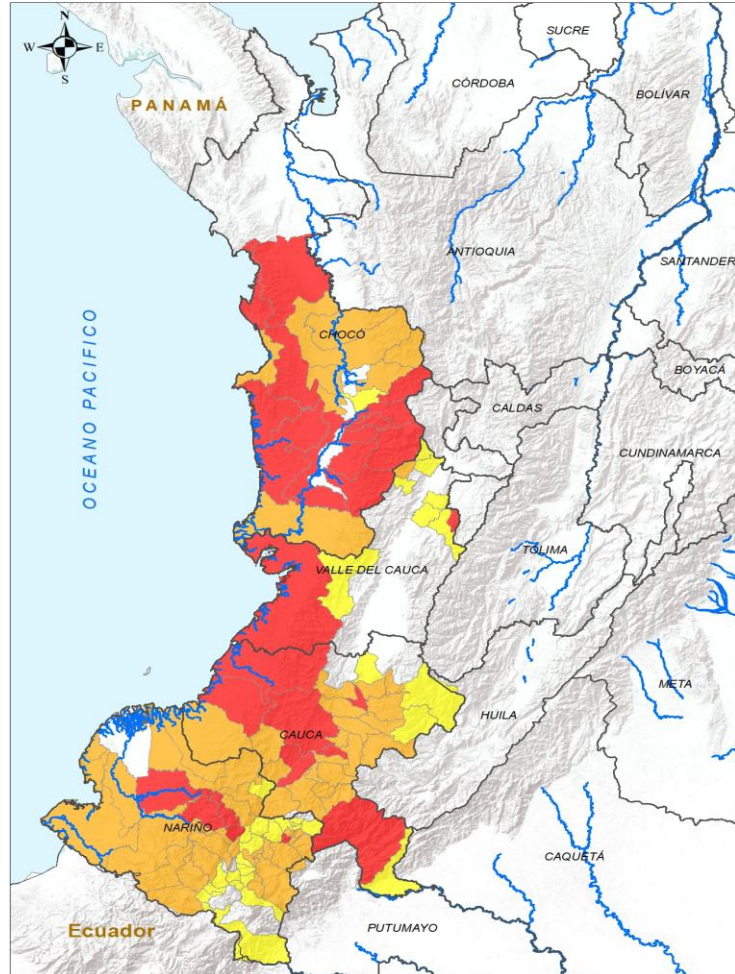 N
W E
S
PANAMÁ
SUCRE
CÓRDOBA
BOLÍVAR
ANTIOQUIA
SANTANDER
OCEANO PACIFICO
CHOCÓ
BOYACÁ
CALDAS
CUNDINAMARCA
TOLIMA
VALLE DEL CAUCA
META
HUILA
CAUCA
NARIÑO
CAQUETÁ
Ecuador
PUTUMAYO